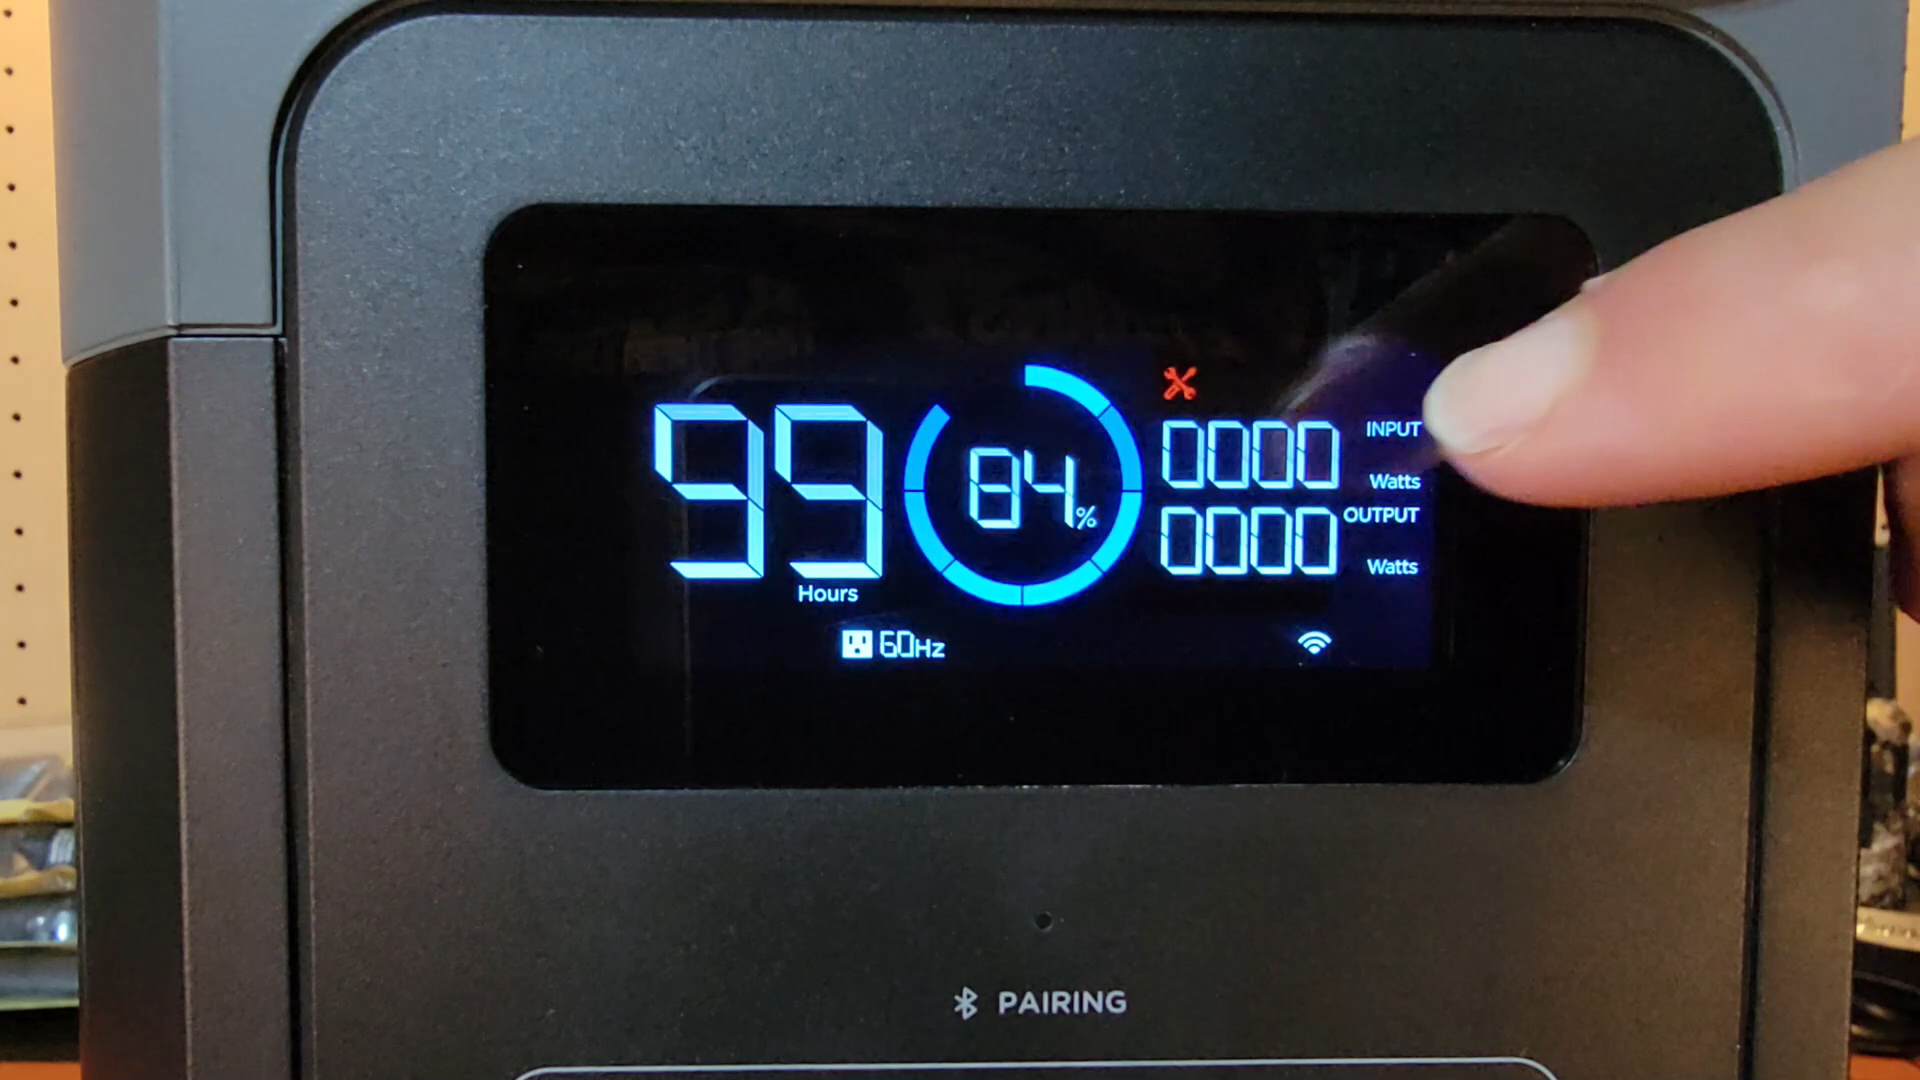 99
Hours
84%
0000 INPUT
Watts
0000 OUTPUT
Watts
60Hz
PAIRING